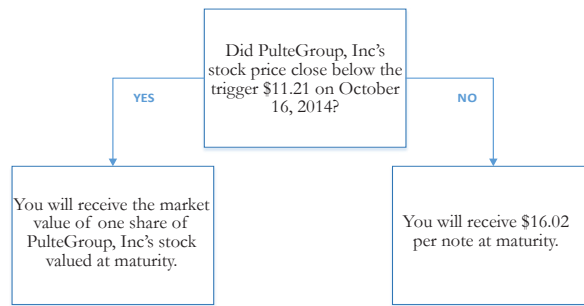 Did PulteGroup, Inc's
stock price close below the
trigger $11.21 on October
16, 2014?
YES
NO
You will receive the market
value of one share of
PulteGroup, Inc's stock
valued at maturity.
You will receive $16.02
per note at maturity.